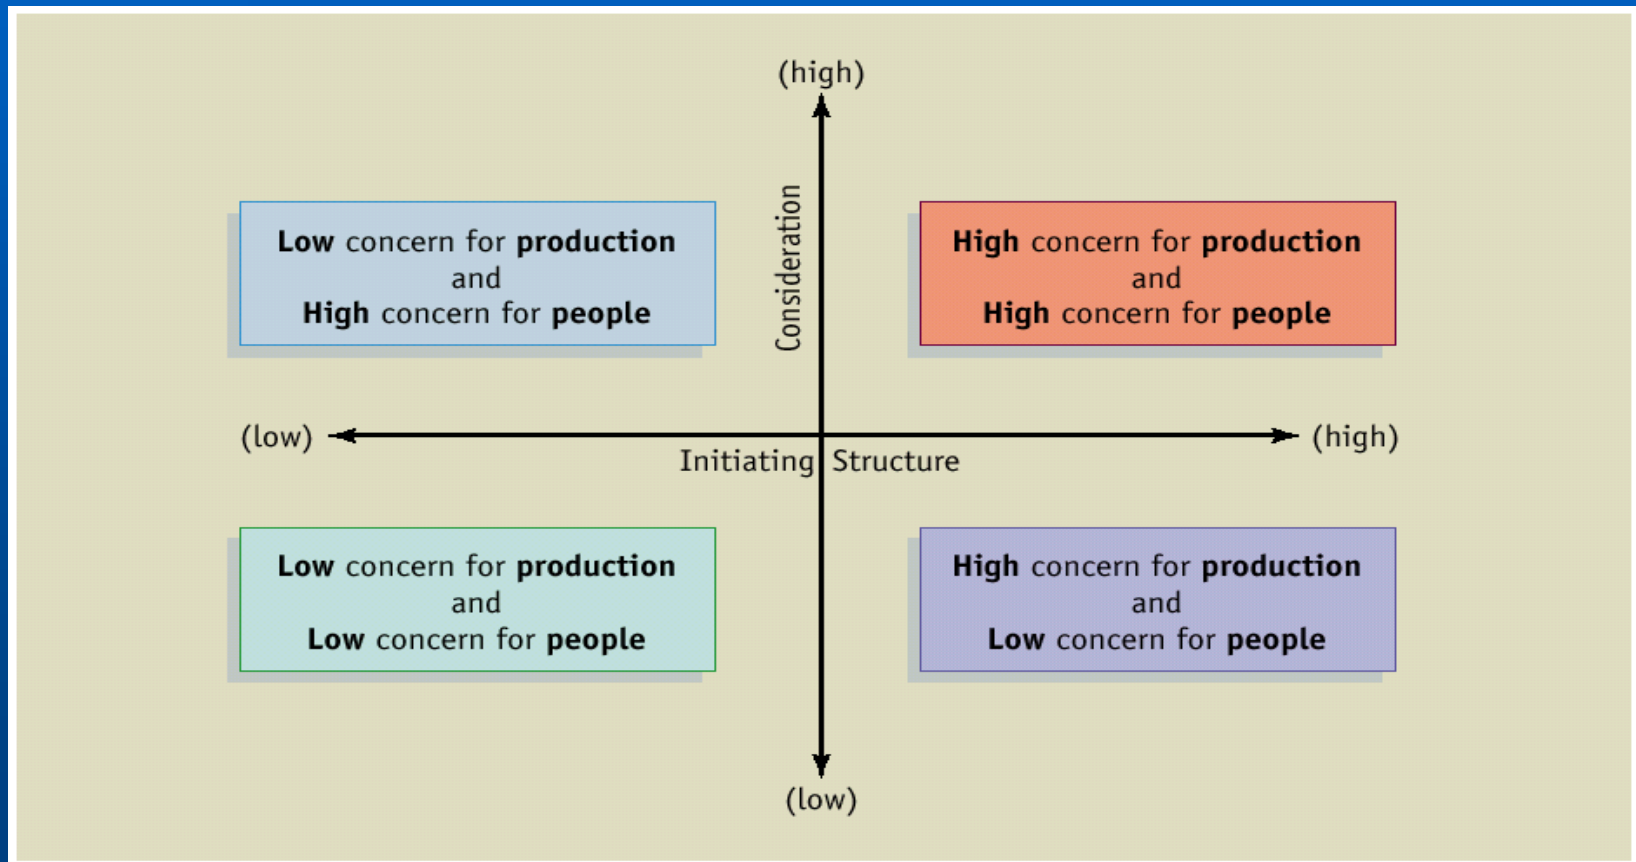 (high)
Consideration
Low concern for production
and
High concern for people
High concern for production
and
High concern for people
(low)
(high)
Initiating Structure
Low concern for production
and
Low concern for people
High concern for production
and
Low concern for people
(low)